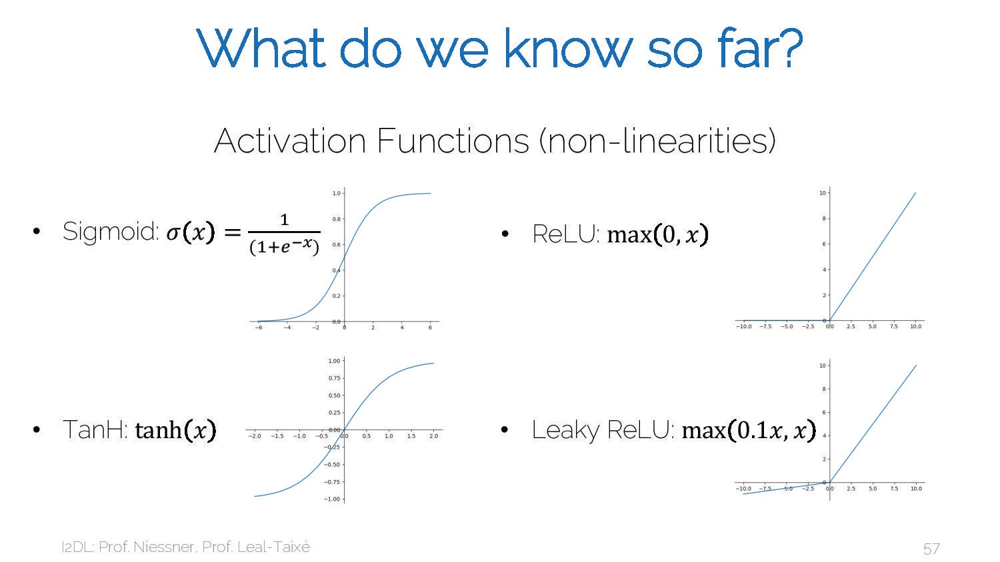 What do we know so far?
Activation Functions (non-linearities)
• Sigmoid: σ(x) = 1/(1+e^−x)
1.0
0.8
0.6
0.4
0.2
0.0
−6 −4 −2 0 2 4 6
• ReLU: max(0, x)
10
8
6
4
2
0
−10.0 −7.5 −5.0 −2.5 0.0 2.5 5.0 7.5 10.0
• TanH: tanh(x)
1.00
0.75
0.50
0.25
0.00
−2.0 −1.5 −1.0 −0.5 0.0 0.5 1.0 1.5 2.0
−0.25
−0.50
−0.75
−1.00
• Leaky ReLU: max(0.1x, x)
10
8
6
4
2
0
−10.0 −7.5 −5.0 −2.5 0.0 2.5 5.0 7.5 10.0
I2DL: Prof. Niessner, Prof. Leal-Taixé
57